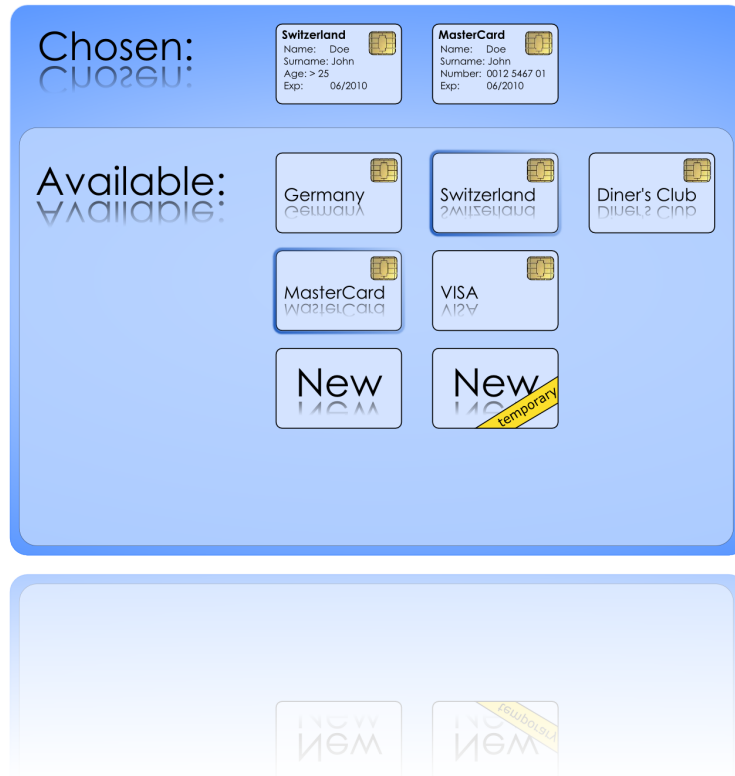 Chosen:
Switzerland
Name: Doe
Surname: John
Age: > 25
Exp: 06/2010
MasterCard
Name: Doe
Surname: John
Number: 0012 5467 01
Exp: 06/2010
Available:
Germany
Switzerland
Diner's Club
MasterCard
VISA
New
New
temporary